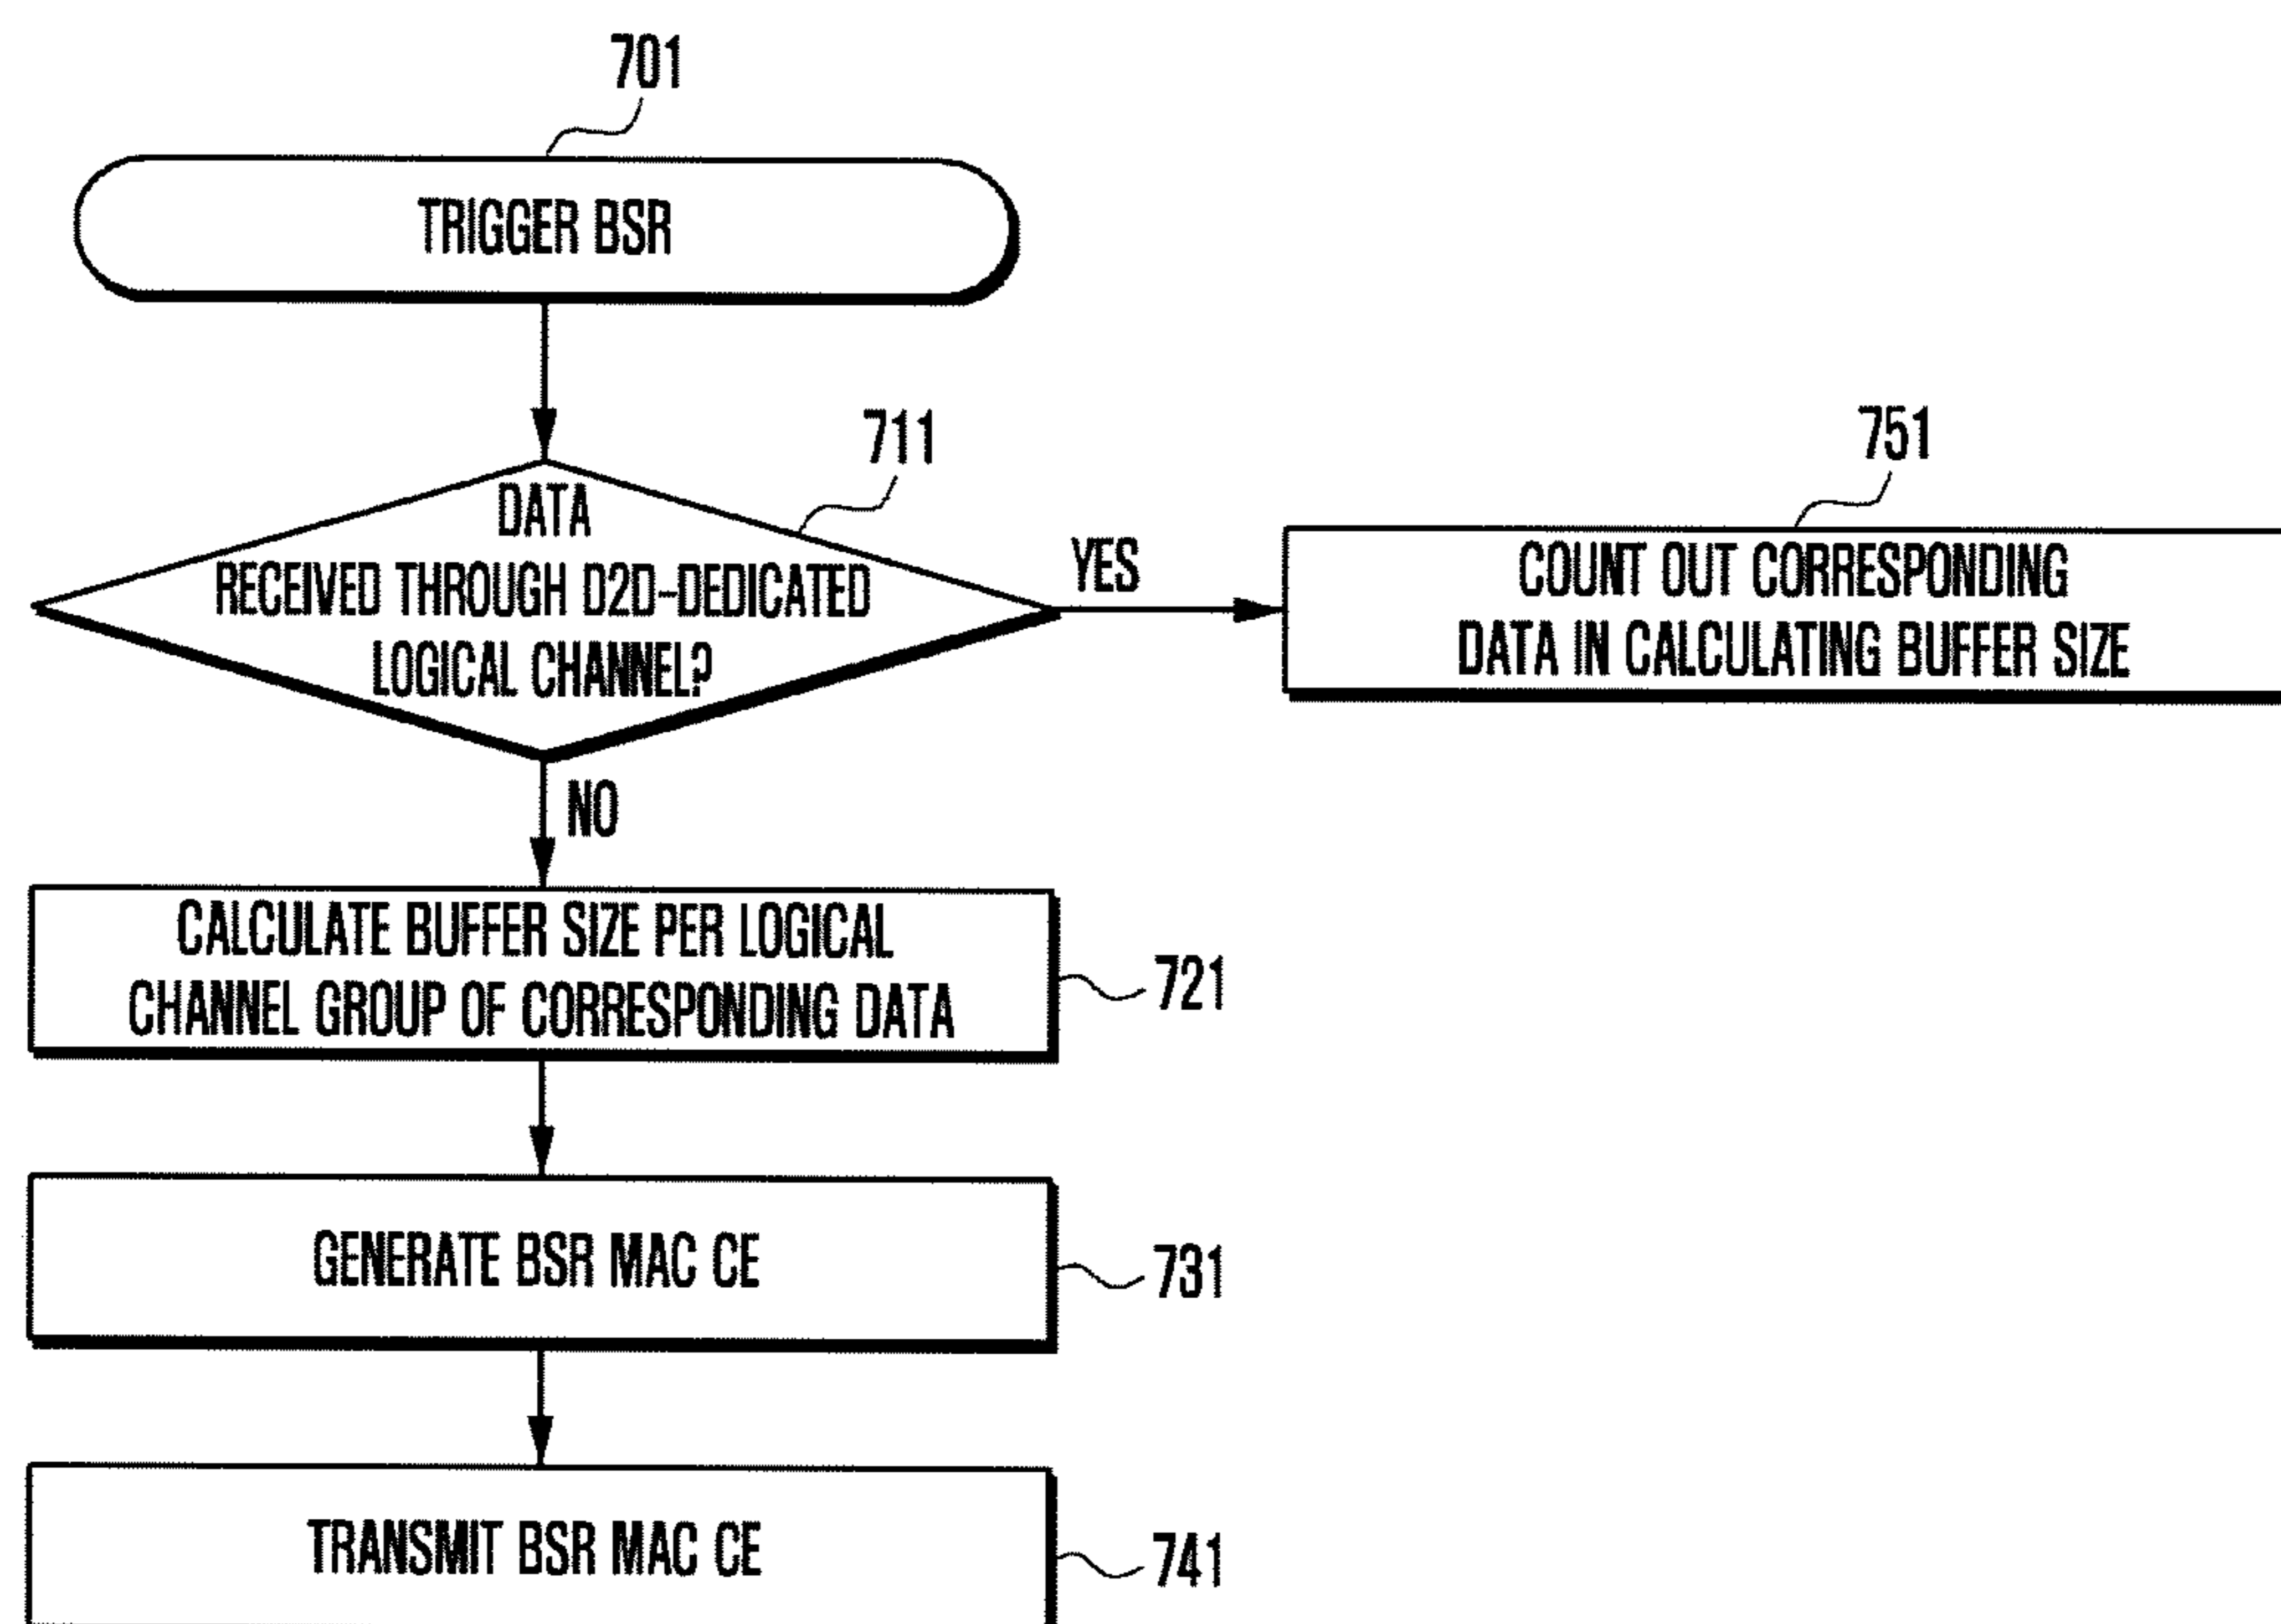 701
TRIGGER BSR
711
DATA
RECEIVED THROUGH D2D-DEDICATED
LOGICAL CHANNEL?
YES
751
COUNT OUT CORRESPONDING
DATA IN CALCULATING BUFFER SIZE
NO
CALCULATE BUFFER SIZE PER LOGICAL
CHANNEL GROUP OF CORRESPONDING DATA
721
GENERATE BSR MAC CE
731
TRANSMIT BSR MAC CE
741